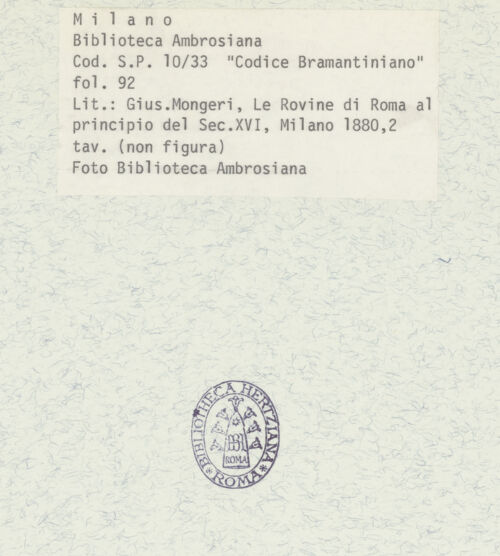 M i l a n o
Biblioteca Ambrosiana
Cod. S.P. 10/33  "Codice Bramantiniano"
fol. 92
Lit.: Gius.Mongeri, Le Rovine di Roma al
principio del Sec.XVI, Milano 1880,2
tav. (non figura)
Foto Biblioteca Ambrosiana
BIBLIOTHECA HERTZIANA
ROMA
ROMA